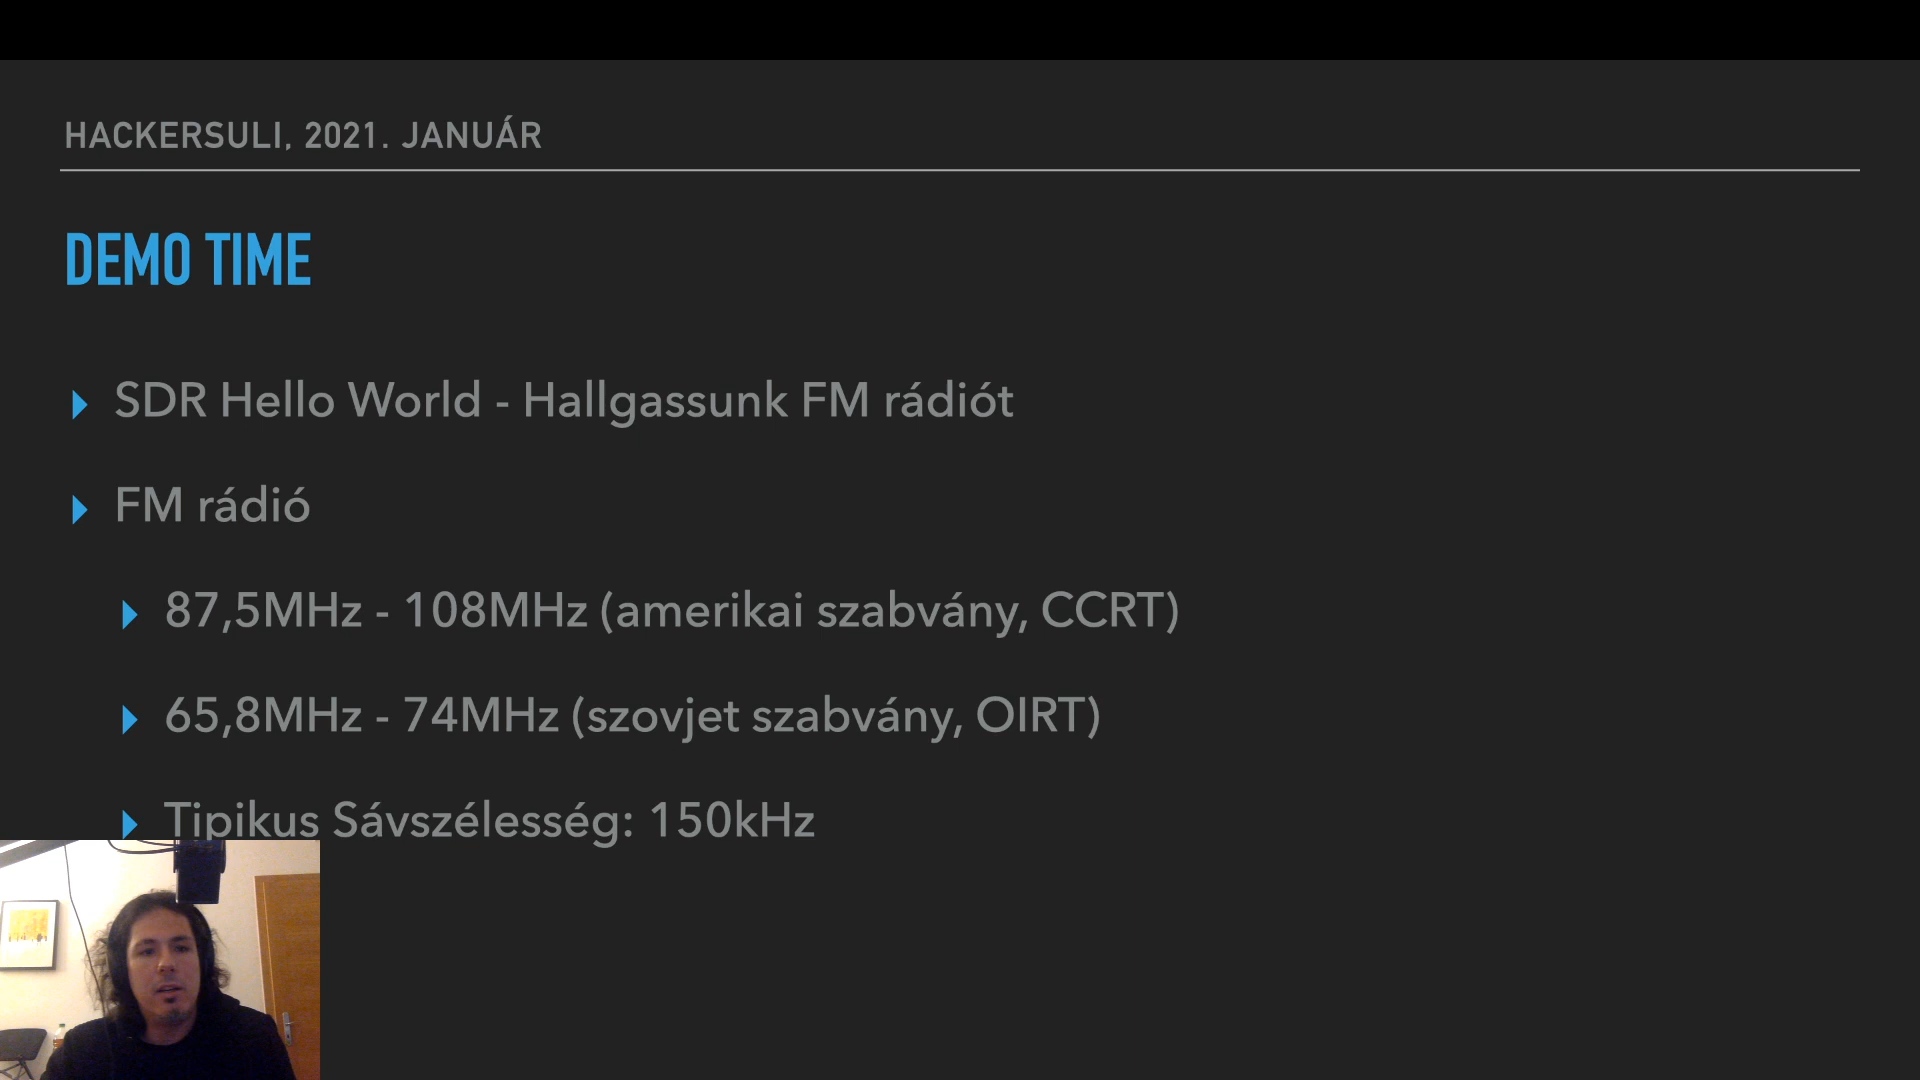 HACKERSULI, 2021. JANUÁR
DEMO TIME
SDR Hello World - Hallgassunk FM rádiót
FM rádió
87,5MHz - 108MHz (amerikai szabvány, CCRT)
65,8MHz - 74MHz (szovjet szabvány, OIRT)
Tipikus Sávszélesség: 150kHz